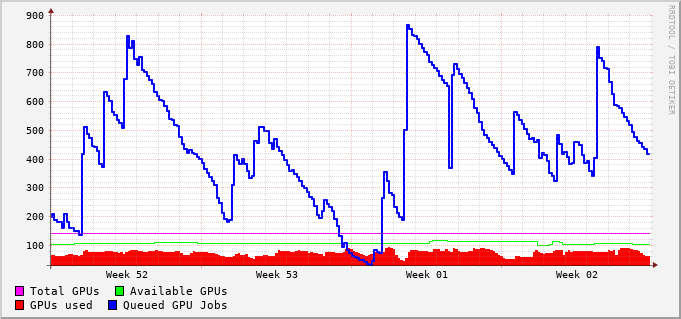 900
800
700
600
500
400
300
200
100
Week 52 Week 53 Week 01 Week 02
Total GPUs Available GPUs
GPUs used Queued GPU Jobs
RRDTOOL / TOBI OETIKER